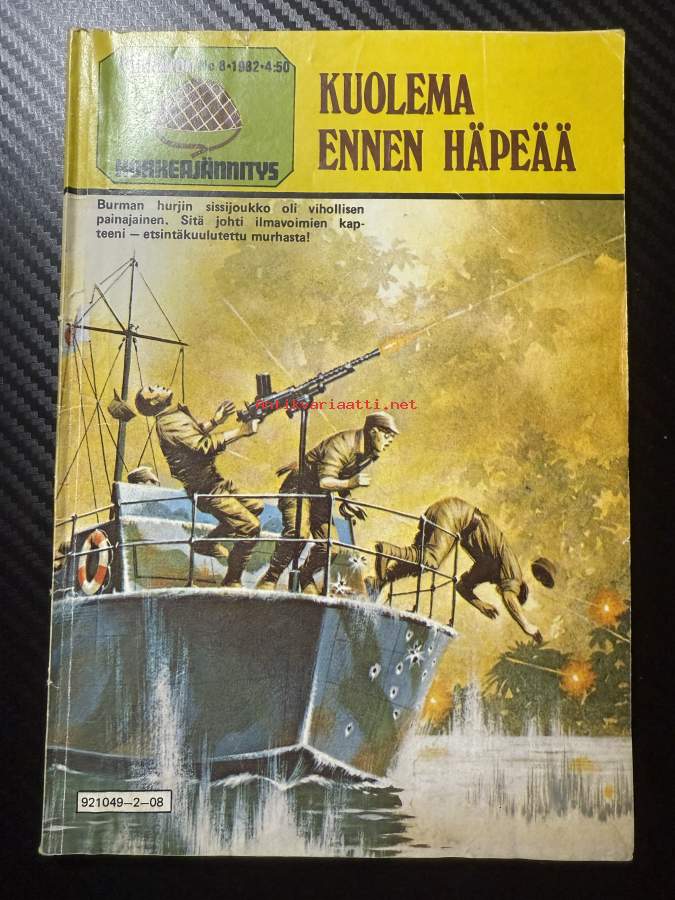 No 8•1982•4:50
KORKEAJÄNNITYS
KUOLEMA
ENNEN HÄPEÄÄ
Burman hurjin sissijoukko oli vihollisen
painajainen. Sitä johti ilmavoimien kap-
teeni — etsintäkuulutettu murhasta!
Antikvariaatti.net
921049—2—08